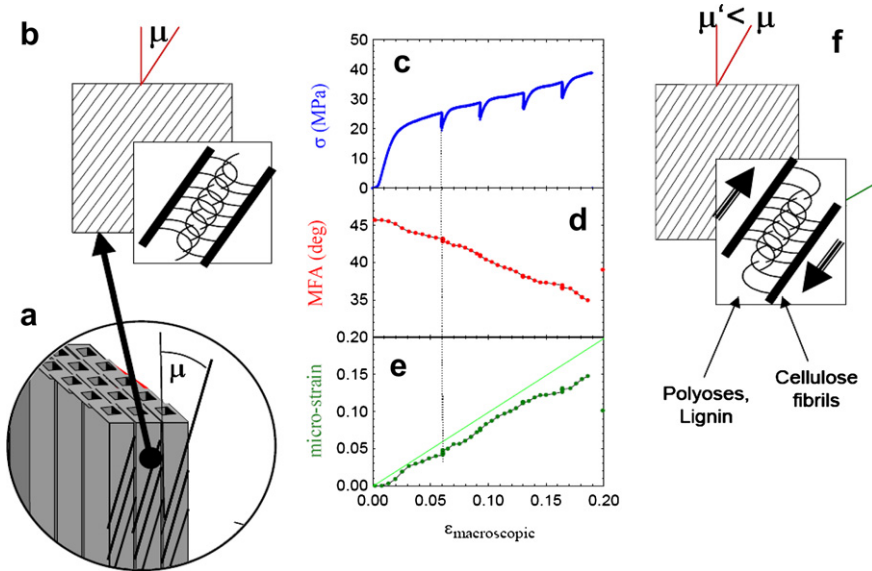 b
μ
a
μ
c
σ (MPa)
50
40
30
20
10
0
d
MFA (deg)
45
40
35
0.20
e
micro-strain
0.15
0.10
0.05
0.00
0.00
0.05
0.10
0.15
0.20
εmacroscopic
μ'< μ
f
Polyoses,
Lignin
Cellulose
fibrils